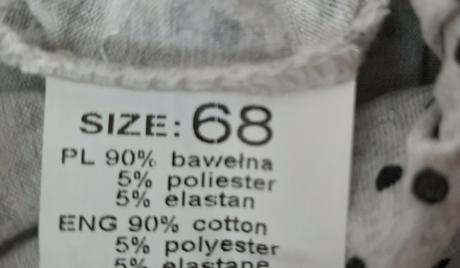 SIZE: 68
PL 90% bawełna
5% poliester
5% elastan
ENG 90% cotton
5% polyester
5% elastane